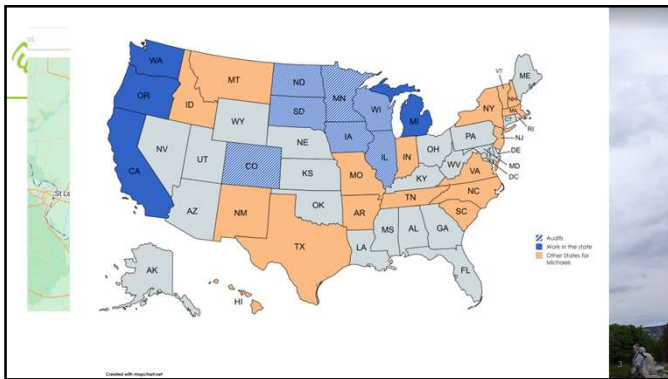 WA
OR
CA
ID
MT
NV
UT
AZ
WY
CO
NM
ND
SD
NE
KS
OK
TX
MN
IA
MO
AR
LA
WI
IL
MI
IN
OH
KY
TN
MS
AL
GA
FL
SC
NC
VA
WV
PA
NY
VT
NH
MA
CT
RI
NJ
DE
MD
DC
ME
AK
HI
Audits
Work in the state
Other States for
Michaels
Created with mapchart.net
3